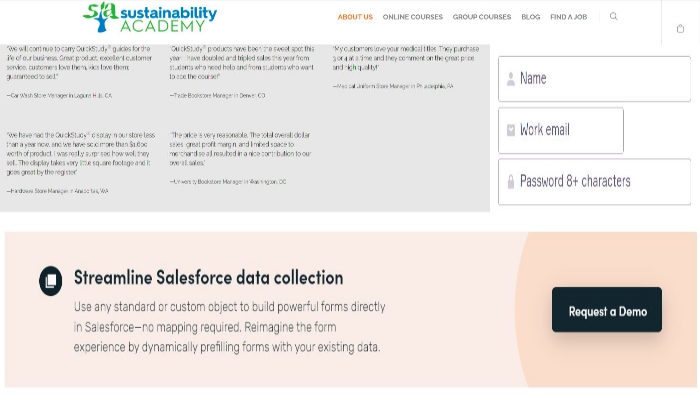 sustainability
ACADEMY
ABOUT US ONLINE COURSES GROUP COURSES BLOG FIND A JOB
"We will continue to carry QuickStudy® guides for the
life of our business. Great product, excellent customer
service, customers love them, kids love them,
guaranteed to sell."
—Car Wash Store Manager in Laguna Hills, CA
"QuickStudy® products have been the sweet spot this
year. I have doubled and tripled sales this year from
students who need help and from students who want
to ace the course!"
—Trade Bookstore Manager in Denver, CO
"My customers love your medical titles. They purchase
3 or 4 at a time and they comment on the great price
and high quality!"
—Medical Uniform Store Manager in Philadelphia, PA
"We have had the QuickStudy® display in our store less
than a year now, and we have sold more than
worth of product. I was really surprised how well they
sell. The display takes very little square footage and it
goes great by the register."
—Hardware Store Manager in Anacortes, WA
"The price is very reasonable. The total overall dollar
sales, great profit margin, and limited space to
merchandise all resulted in a nice contribution to our
overall sales."
—University Bookstore Manager in Washington, DC
Name
Work email
Password 8+ characters
Streamline Salesforce data collection
Use any standard or custom object to build powerful forms directly
in Salesforce—no mapping required. Reimagine the form
experience by dynamically prefilling forms with your existing data.
Request a Demo